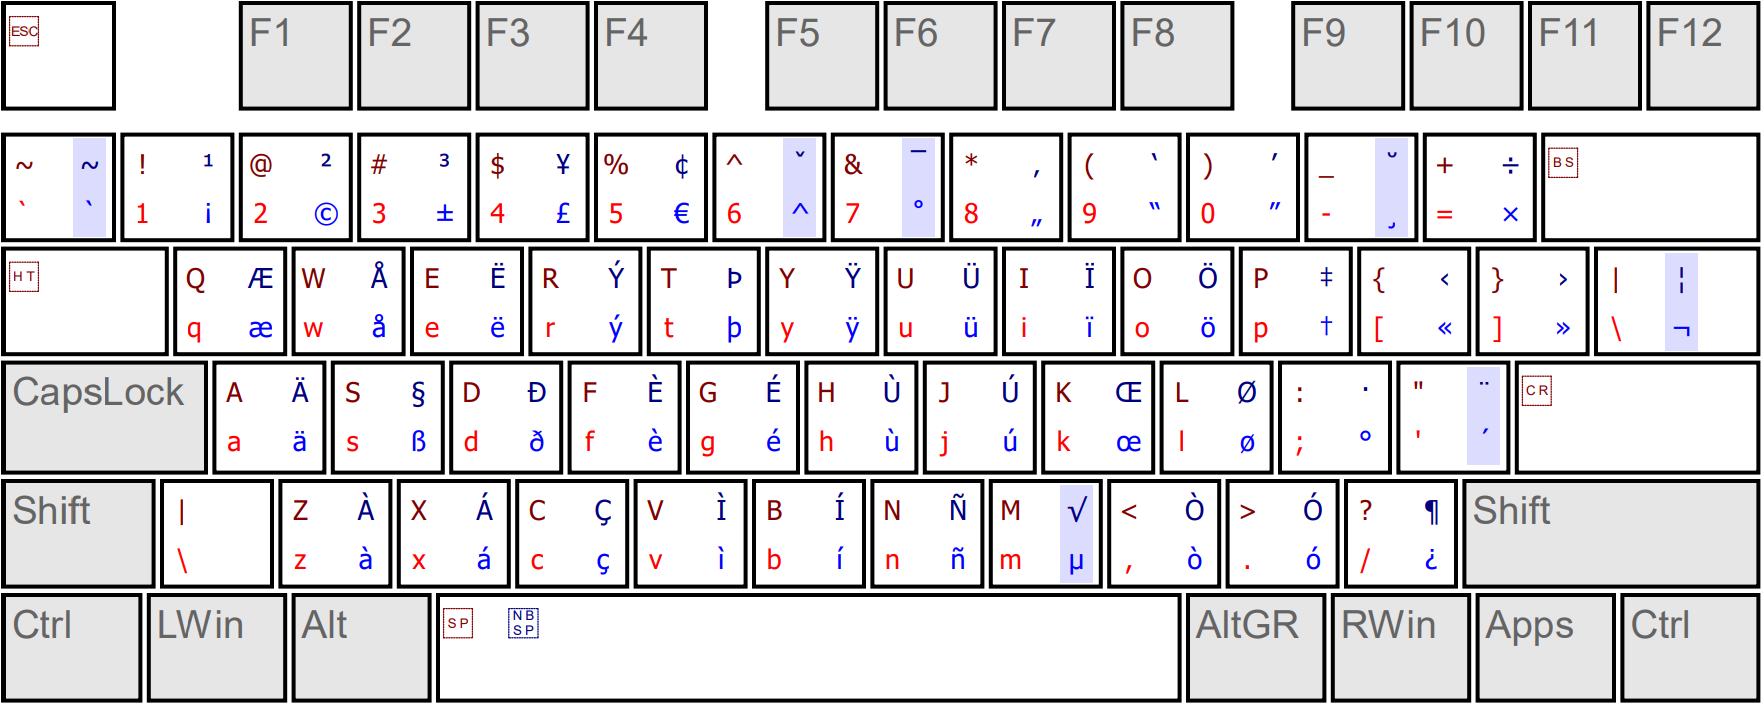 ESC F1 F2 F3 F4 F5 F6 F7 F8 F9 F10 F11 F12
~ ~ ! ¹ @ ² # ³ $ ¥ % ¢ ^ ˇ & ¯ * ‚ ( ‘ ) ’ _ ˘ + ÷ BS
` ` 1 ¡ 2 © 3 ± 4 £ 5 € 6 ^ 7 ° 8 „ 9 “ 0 ” - ¸ = ×
HT Q Æ W Å E Ë R Ý T Þ Y Ÿ U Ü I Ï O Ö P ‡ { ‹ } › | ¦
q æ w å e ë r ý t þ y ÿ u ü i ï o ö p † [ « ] » \ ¬
CapsLock A Ä S § D Ð F È G É H Ù J Ú K Œ L Ø : · " ¨ CR
a ä s ß d ð f è g é h ù j ú k œ l ø ; ° ' ´
Shift | Z À X Á C Ç V Ì B Í N Ñ M √ < Ò > Ó ? ¶ Shift
\ z à x á c ç v ì b í n ñ m µ , ò . ó / ¿
Ctrl LWin Alt SP NB SP AltGR RWin Apps Ctrl